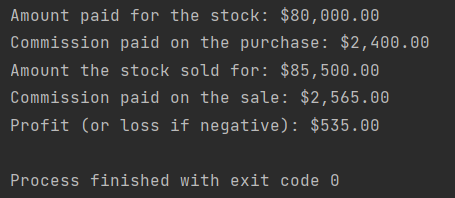 Amount paid for the stock: $80,000.00
Commission paid on the purchase: $2,400.00
Amount the stock sold for: $85,500.00
Commission paid on the sale: $2,565.00
Profit (or loss if negative): $535.00
Process finished with exit code 0